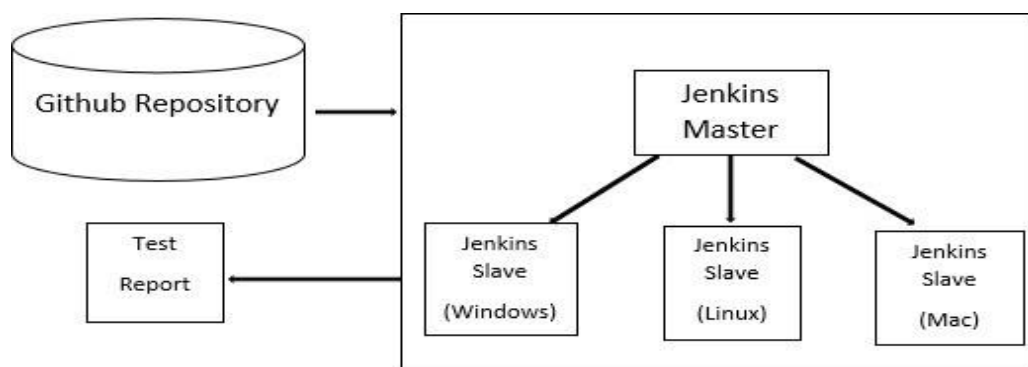 Github Repository
Jenkins
Master
Test
Report
Jenkins
Slave
(Windows)
Jenkins
Slave
(Linux)
Jenkins
Slave
(Mac)